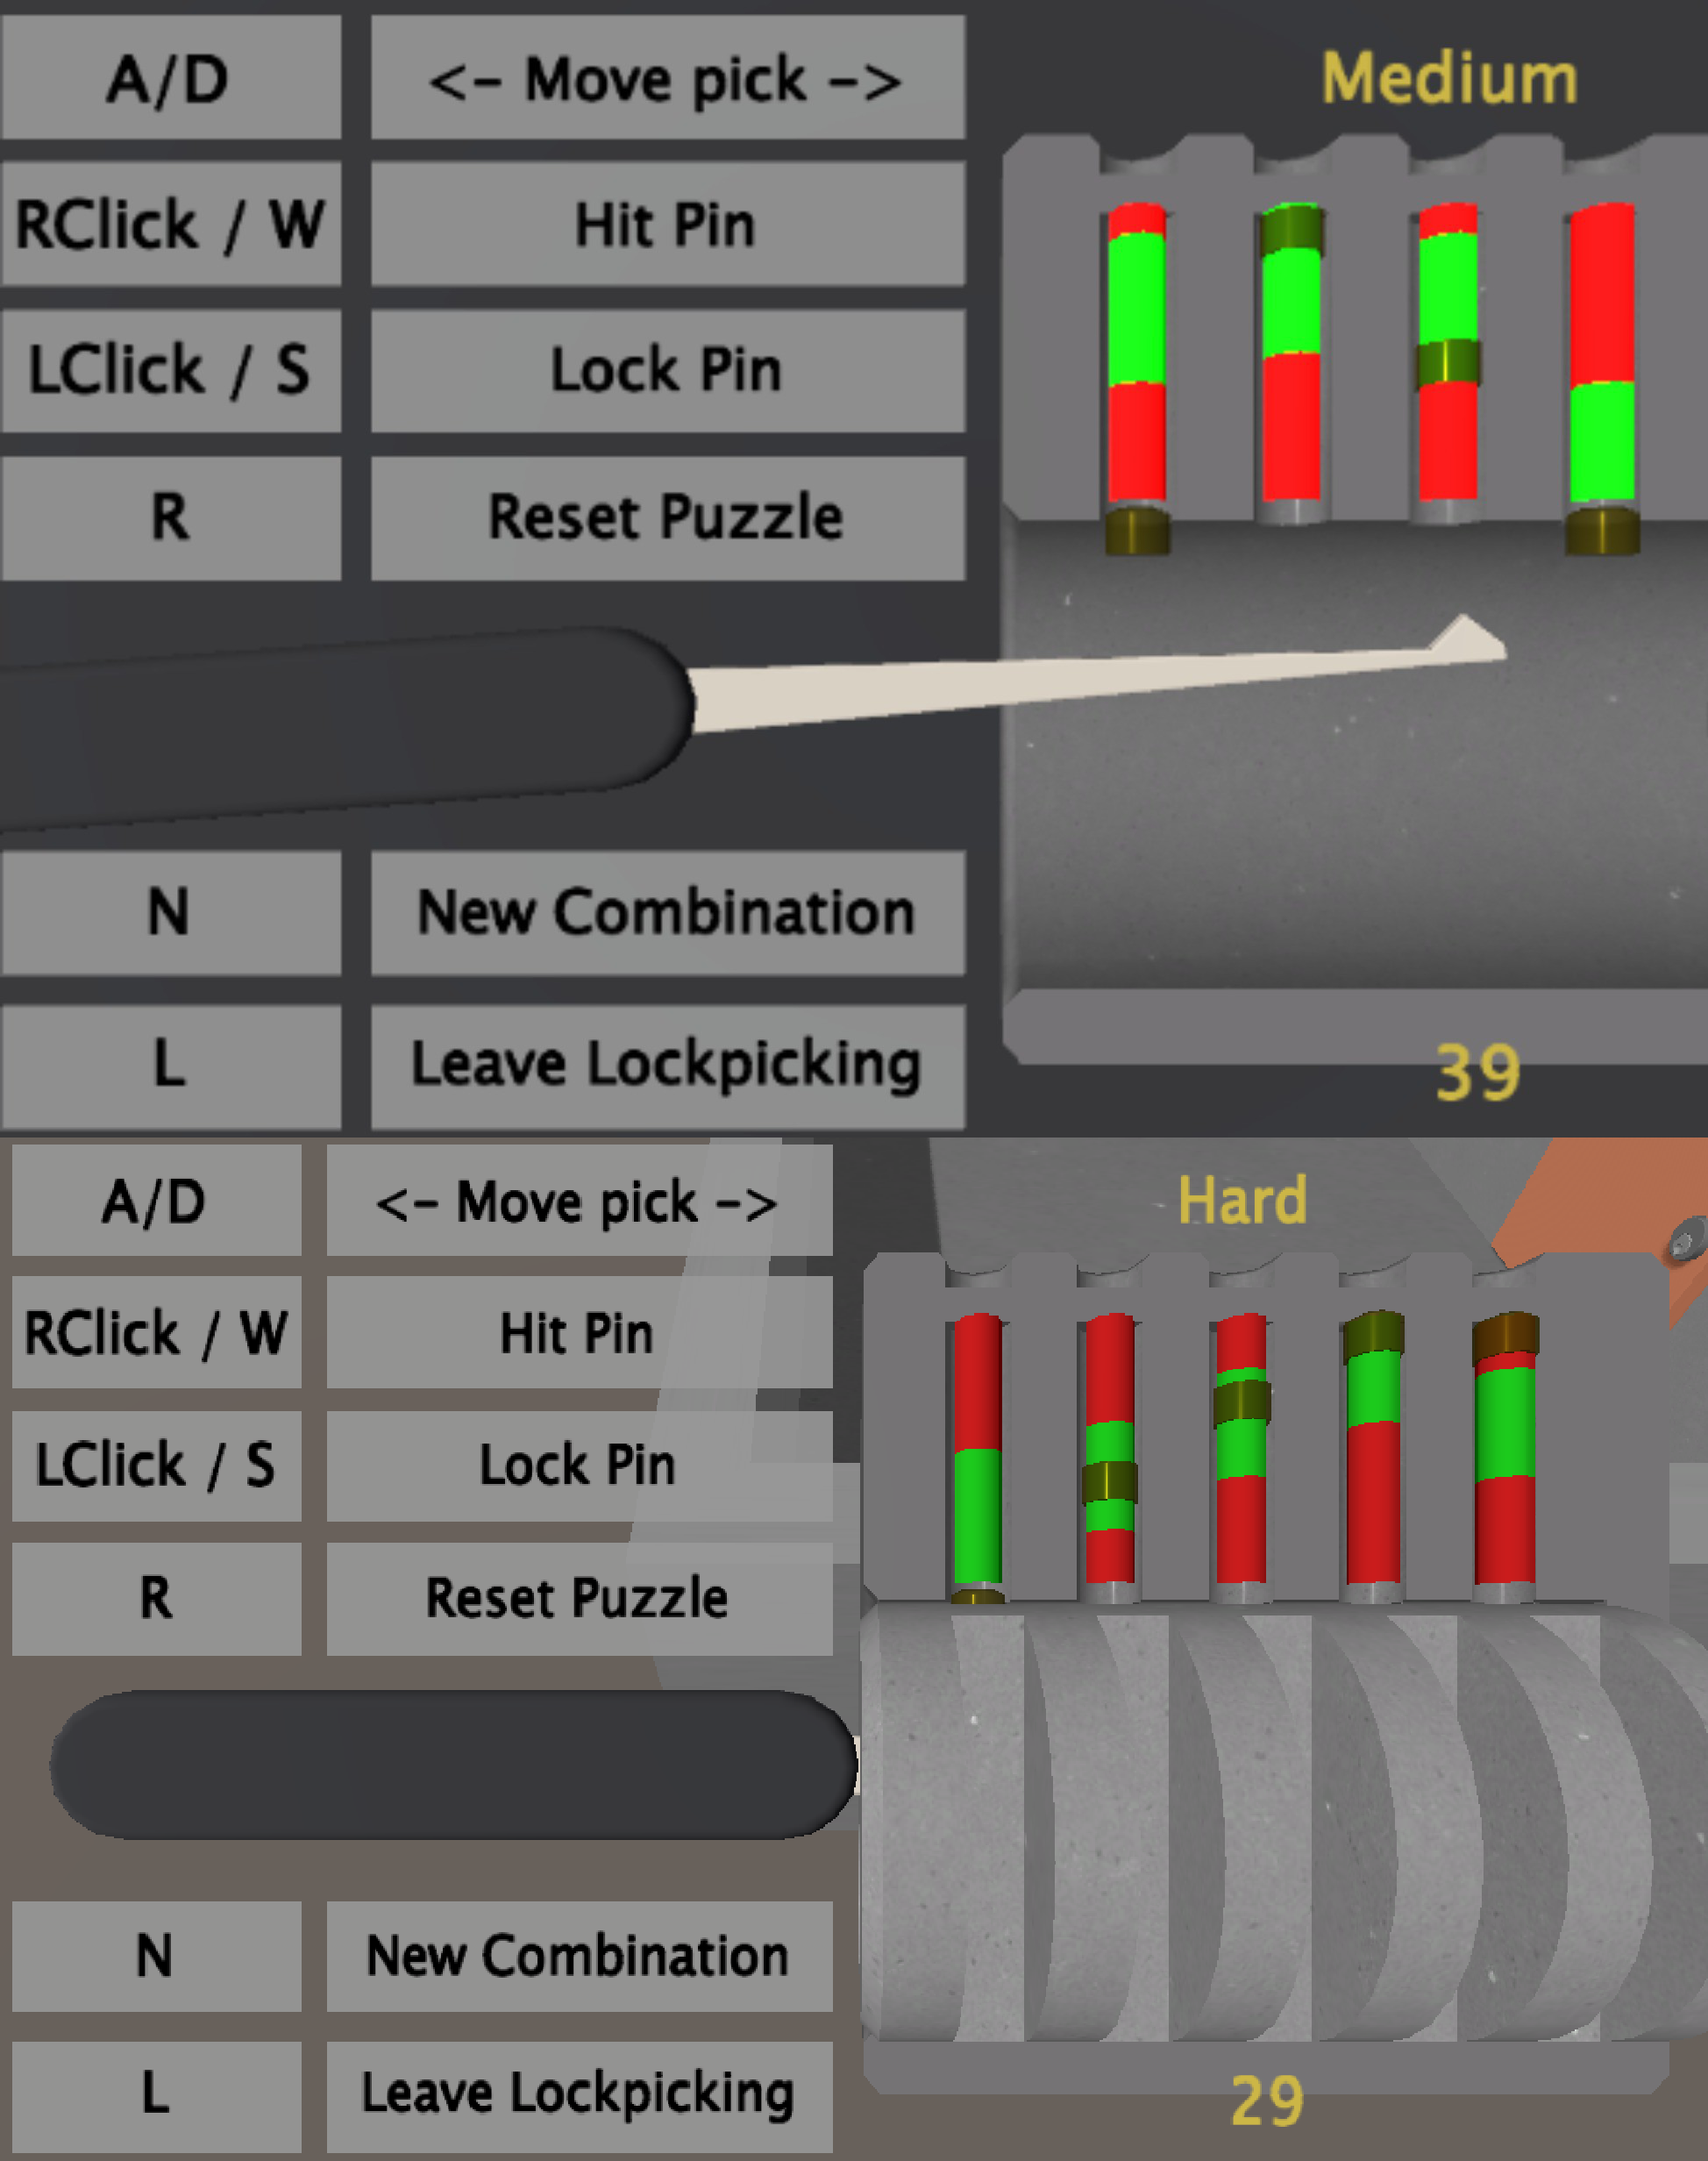 A/D <- Move pick -> Medium
RClick / W Hit Pin
LClick / S Lock Pin
R Reset Puzzle
N New Combination
L Leave Lockpicking 39
A/D <- Move pick -> Hard
RClick / W Hit Pin
LClick / S Lock Pin
R Reset Puzzle
N New Combination
L Leave Lockpicking 29